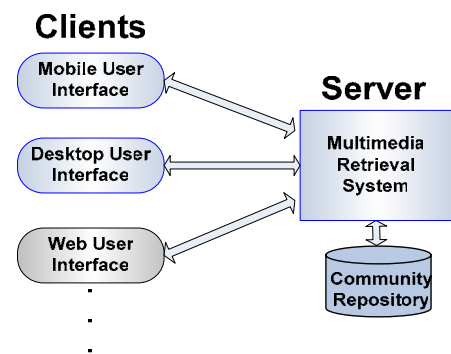 Clients
Mobile User
Interface
Server
Desktop User
Interface
Multimedia
Retrieval
System
Web User
Interface
Community
Repository